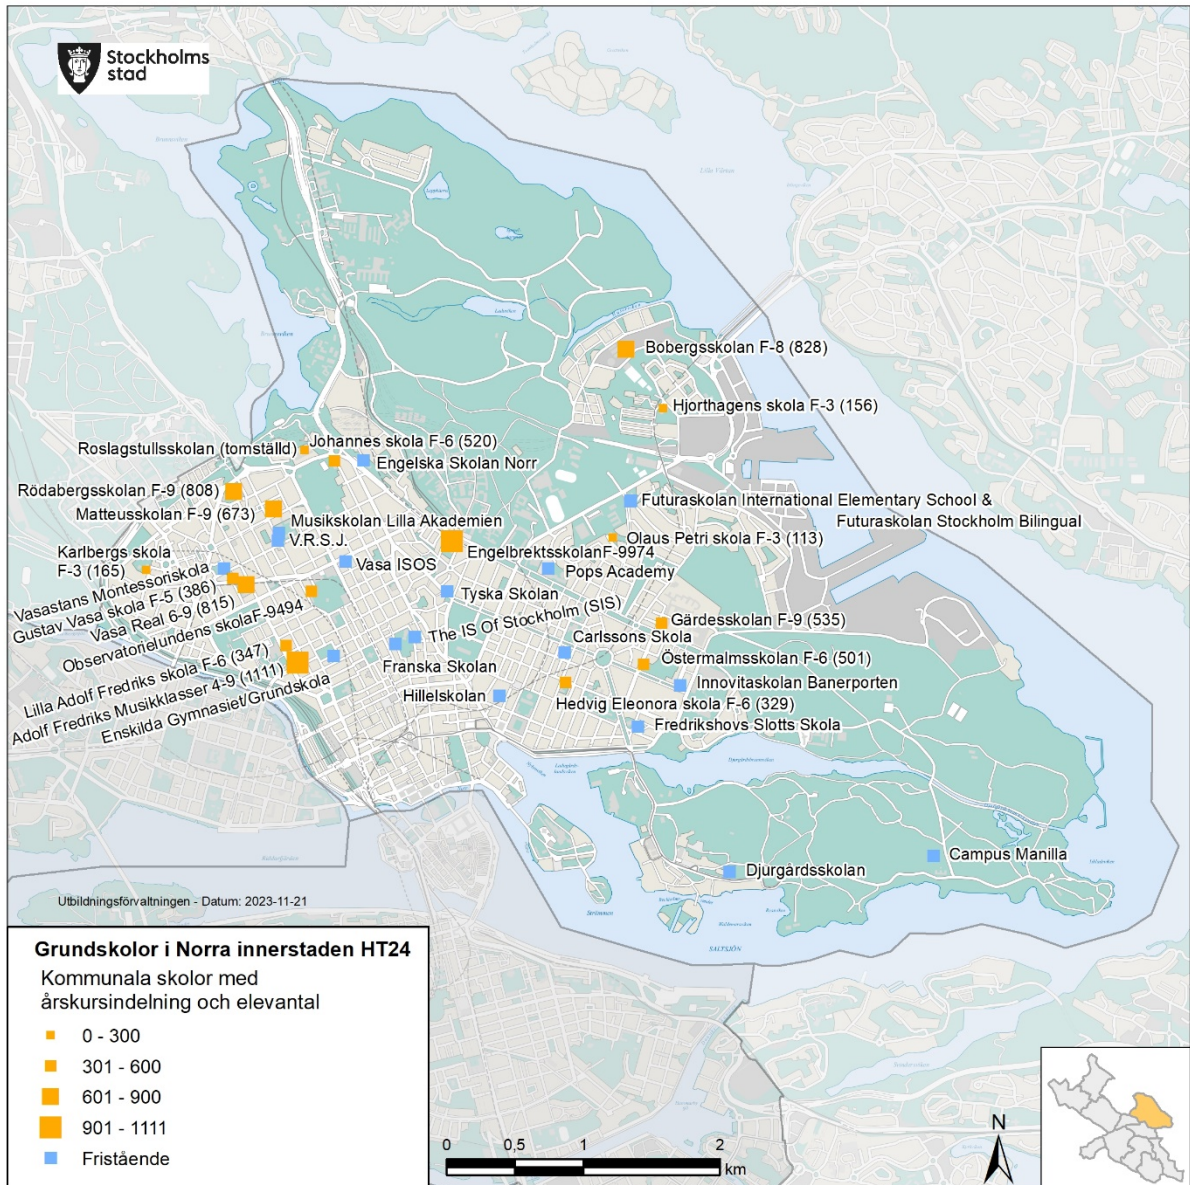 Stockholms
stad
Lilla Värtan
Bobergsskolan F-8 (828)
Hjorthagens skola F-3 (156)
Johannes skola F-6 (520)
Roslagstullsskolan (tomställd)
Engelska Skolan Norr
Rödabergsskolan F-9 (808)
Matteusskolan F-9 (673)
Futuraskolan International Elementary School &
Futuraskolan Stockholm Bilingual
Musikskolan Lilla Akademien
V.R.S.J.
Olaus Petri skola F-3 (113)
Karlbergs skola
F-3 (165)
EngelbrektsskolanF-9974
Vasa ISOS
Pops Academy
Vasastans Montessoriskola
Gustav Vasa skola F-5 (386)
Vasa Real 6-9 (815)
Observatorielundens skolaF-9494
Tyska Skolan
The IS Of Stockholm (SIS)
Gärdesskolan F-9 (535)
Carlssons Skola
Lilla Adolf Fredriks skola F-6 (347)
Adolf Fredriks Musikklasser 4-9 (1111)
Enskilda Gymnasiet/Grundskola
Franska Skolan
Östermalmsskolan F-6 (501)
Innovitaskolan Banerporten
Hillelskolan
Hedvig Eleonora skola F-6 (329)
Fredrikshovs Slotts Skola
Campus Manilla
Djurgårdsskolan
Strömmen
SALTSJÖN
Utbildningsförvaltningen - Datum: 2023-11-21
Grundskolor i Norra innerstaden HT24
Kommunala skolor med
årskursindelning och elevantal
0 - 300
301 - 600
601 - 900
901 - 1111
Fristående
0 0,5 1 2
km
N